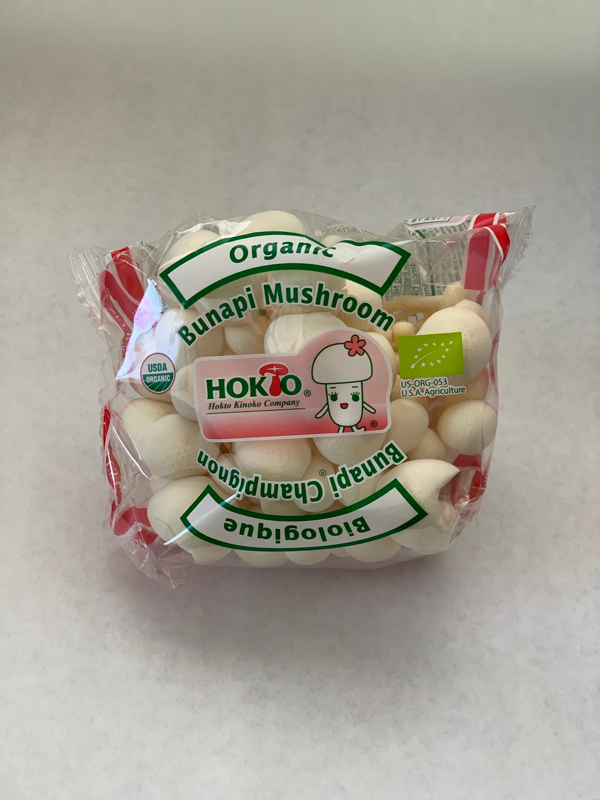 Organic
Bunapi® Mushroom
USDA
ORGANIC
HOKTO®
Hokto Kinoko Company
®
US-ORG-053
U.S.A. Agriculture
Bunapi® Champignon
Biologique